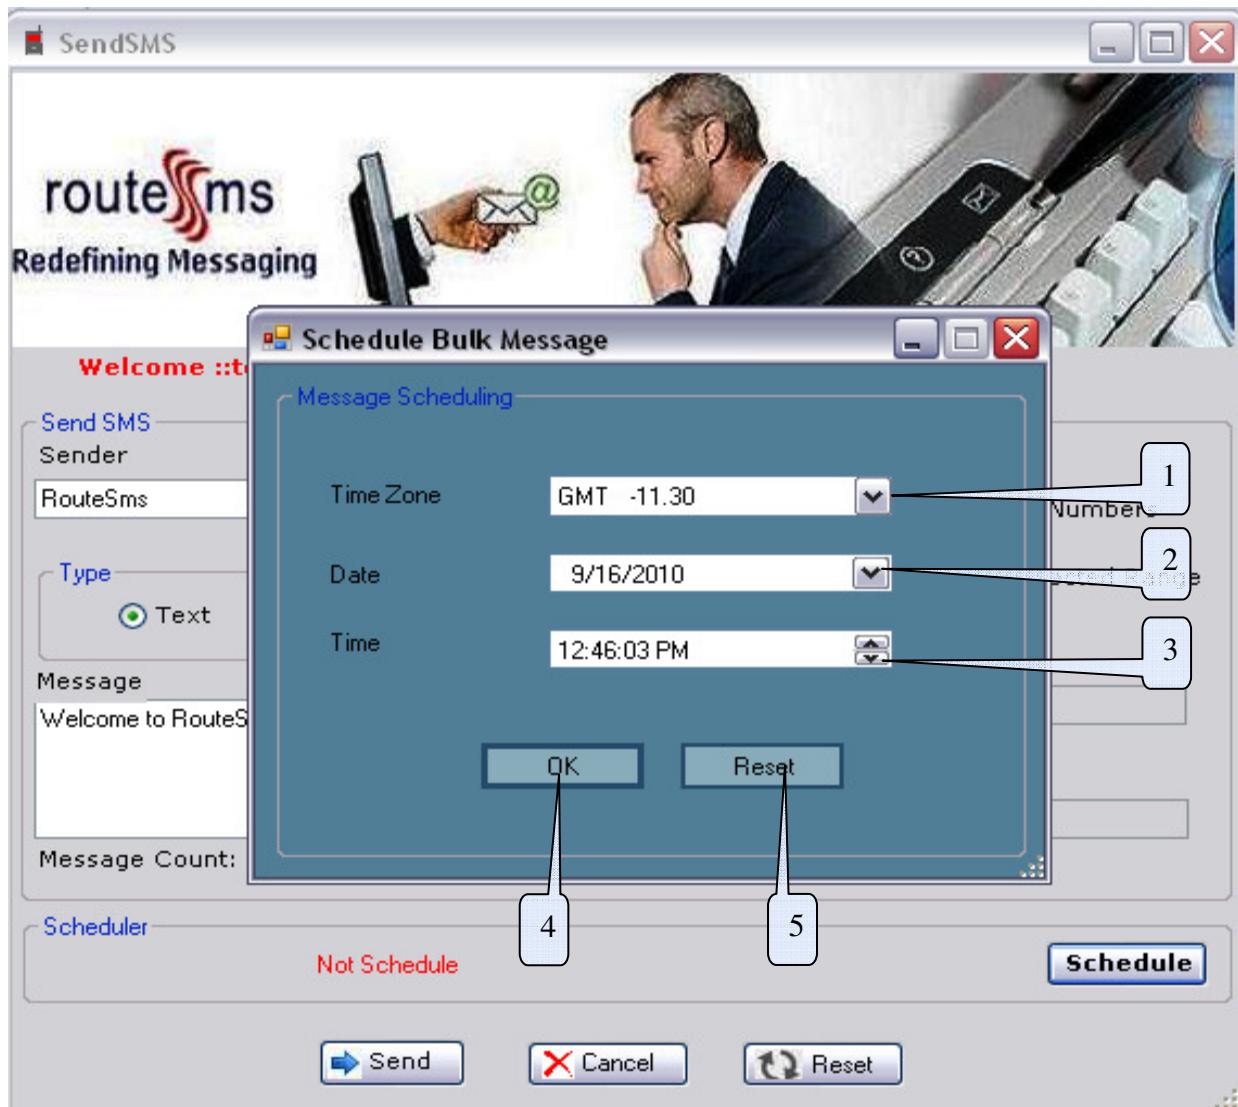 SendSMS
routeSms
Redefining Messaging
Schedule Bulk Message
Welcome ::t
Message Scheduling
Send SMS
Sender
RouteSms
Time Zone
GMT -11.30
1
Numbers
Type
Text
Date
9/16/2010
2
Range
Time
12:46:03 PM
3
Message
Welcome to RouteS
OK
Reset
Message Count:
4
5
Scheduler
Not Schedule
Schedule
Send
Cancel
Reset